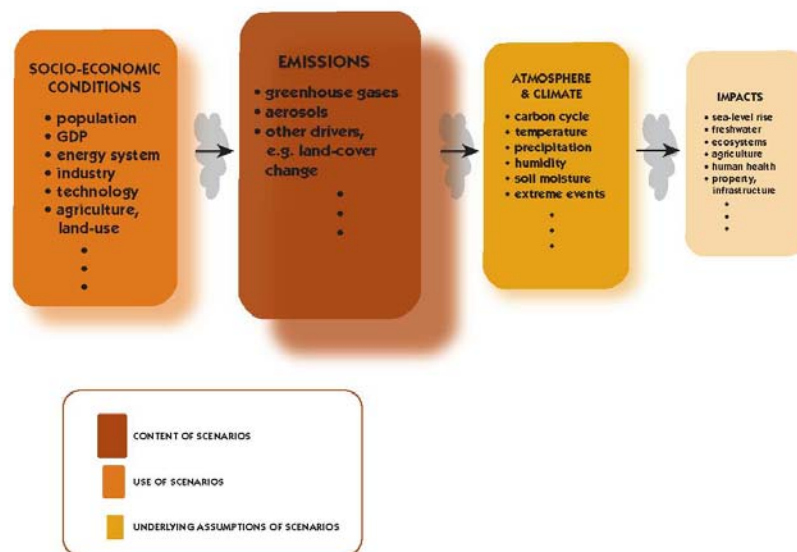 SOCIO-ECONOMIC
CONDITIONS
• population
• GDP
• energy system
• industry
• technology
• agriculture,
land-use
•
•
•
EMISSIONS
• greenhouse gases
• aerosols
• other drivers,
e.g. land-cover
change
•
•
•
ATMOSPHERE
& CLIMATE
• carbon cycle
• temperature
• precipitation
• humidity
• soil moisture
• extreme events
•
•
•
IMPACTS
• sea-level rise
• freshwater
• ecosystems
• agriculture
• human health
• property,
infrastructure
•
•
•
CONTENT OF SCENARIOS
USE OF SCENARIOS
UNDERLYING ASSUMPTIONS OF SCENARIOS